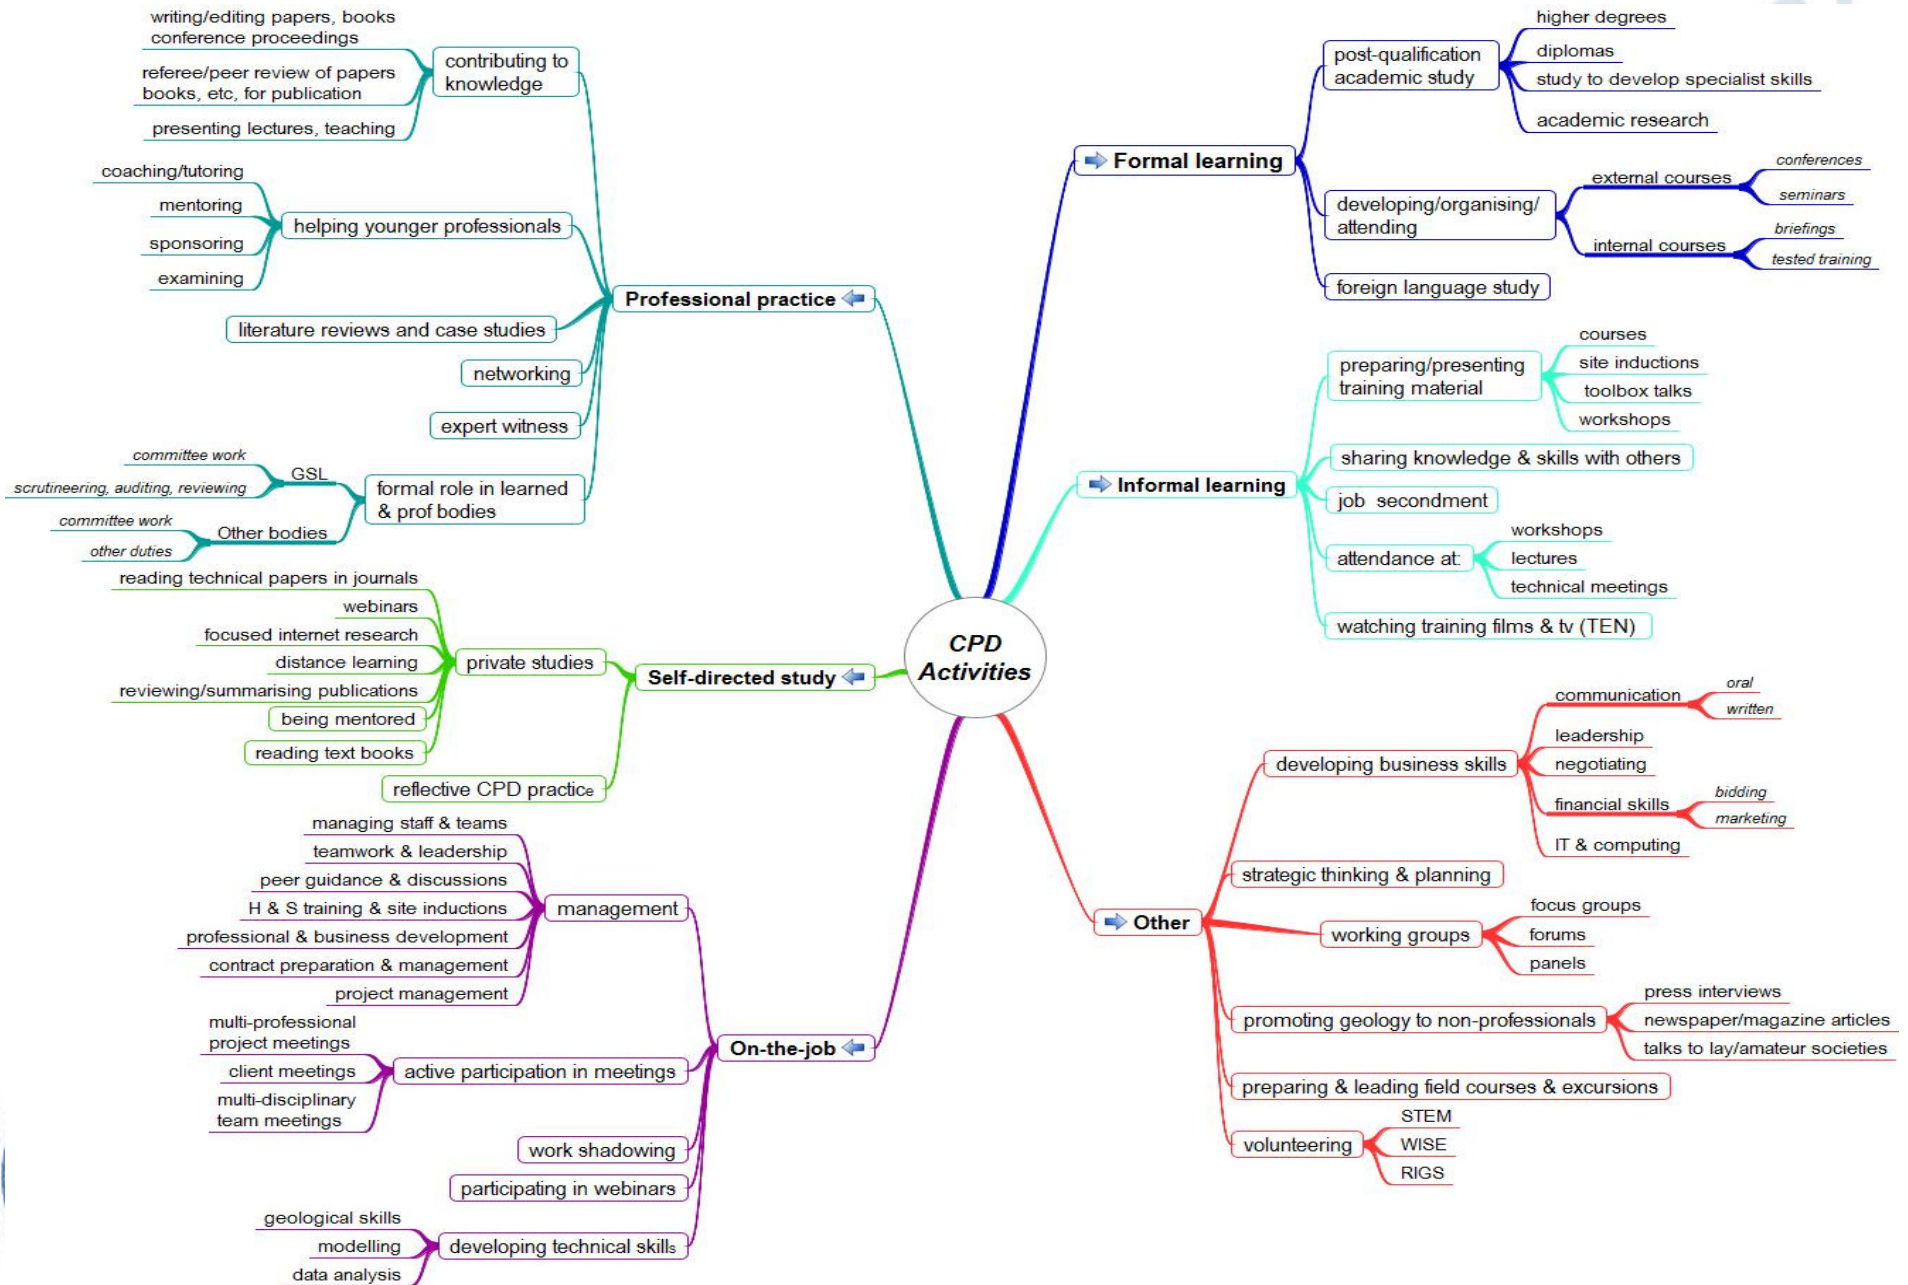 CPD
Activities
Formal learning
post-qualification
academic study
higher degrees
diplomas
study to develop specialist skills
academic research
developing/organising/
attending
external courses
conferences
seminars
internal courses
briefings
tested training
foreign language study
Informal learning
preparing/presenting
training material
courses
site inductions
toolbox talks
workshops
sharing knowledge & skills with others
job secondment
attendance at:
workshops
lectures
technical meetings
watching training films & tv (TEN)
Other
developing business skills
communication
oral
written
leadership
negotiating
financial skills
bidding
marketing
IT & computing
strategic thinking & planning
working groups
focus groups
forums
panels
promoting geology to non-professionals
press interviews
newspaper/magazine articles
talks to lay/amateur societies
preparing & leading field courses & excursions
volunteering
STEM
WISE
RIGS
Professional practice
contributing to
knowledge
writing/editing papers, books
conference proceedings
referee/peer review of papers
books, etc, for publication
presenting lectures, teaching
helping younger professionals
coaching/tutoring
mentoring
sponsoring
examining
literature reviews and case studies
networking
expert witness
formal role in learned
& prof bodies
GSL
committee work
scrutineering, auditing, reviewing
Other bodies
committee work
other duties
Self-directed study
private studies
reading technical papers in journals
webinars
focused internet research
distance learning
reviewing/summarising publications
being mentored
reading text books
reflective CPD practice
On-the-job
management
managing staff & teams
teamwork & leadership
peer guidance & discussions
H & S training & site inductions
professional & business development
contract preparation & management
project management
active participation in meetings
multi-professional
project meetings
client meetings
multi-disciplinary
team meetings
work shadowing
participating in webinars
developing technical skills
geological skills
modelling
data analysis